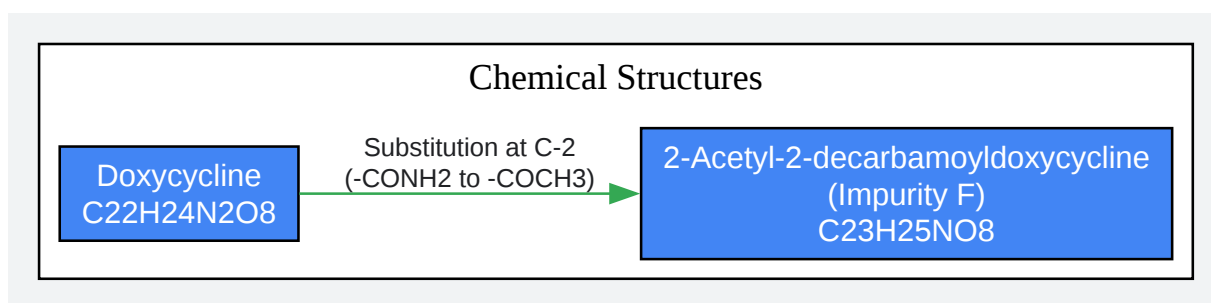 Chemical Structures
Doxycycline
C22H24N2O8
Substitution at C-2
(-CONH2 to -COCH3)
2-Acetyl-2-decarbamoyldoxycycline
(Impurity F)
C23H25NO8